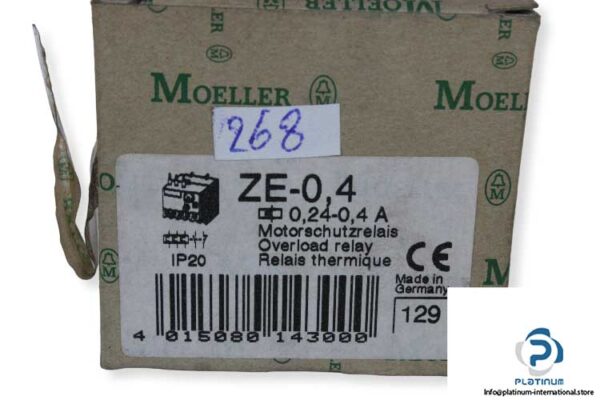 MOELLER
MOELLER
MOELLER
268
ZE-0,4
0,24-0,4 A
Motorschutzrelais
Overload relay
Relais thermique
IP20
CE
Made in
Germany
129
4 015080 143000
PLATINUM
info@platinum-international.store